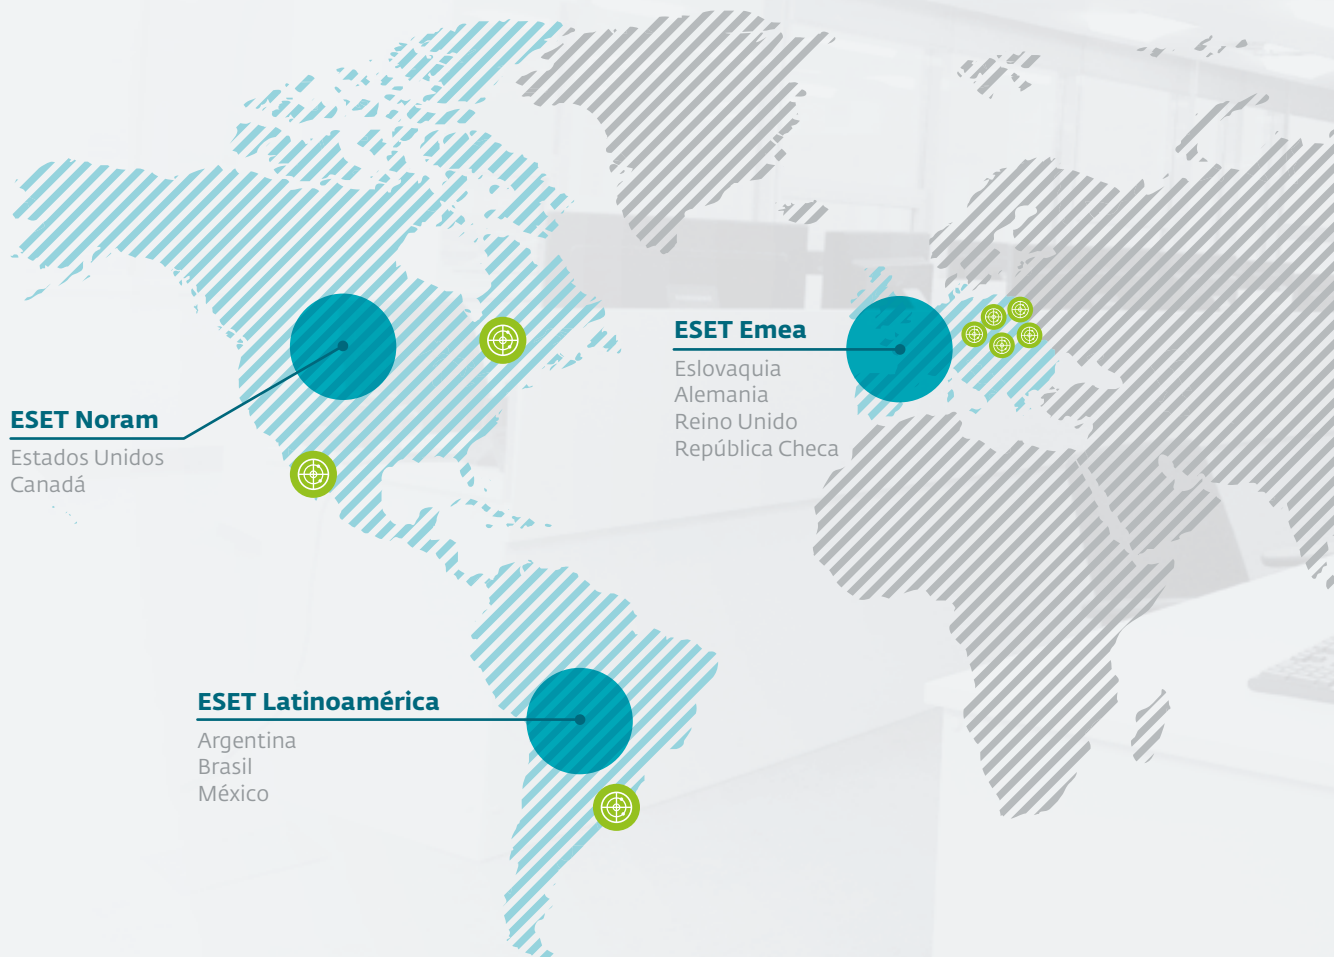 ESET Noram
Estados Unidos
Canadá
ESET Emea
Eslovaquia
Alemania
Reino Unido
República Checa
ESET Latinoamérica
Argentina
Brasil
México